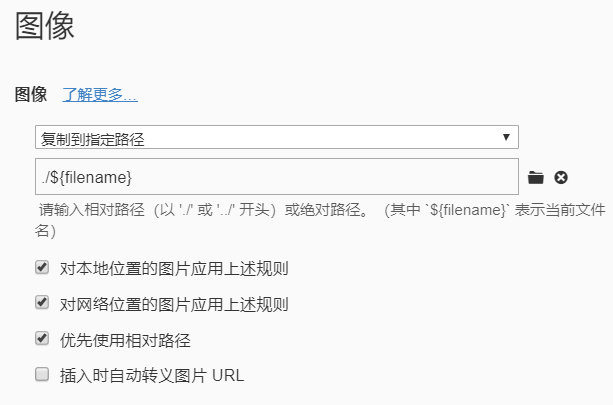 图像
图像 了解更多...
复制到指定路径
./${filename}
请输入相对路径（以 './' 或 '../' 开头）或绝对路径。（其中 `${filename}` 表示当前文件
名）
对本地位置的图片应用上述规则
对网络位置的图片应用上述规则
优先使用相对路径
插入时自动转义图片 URL